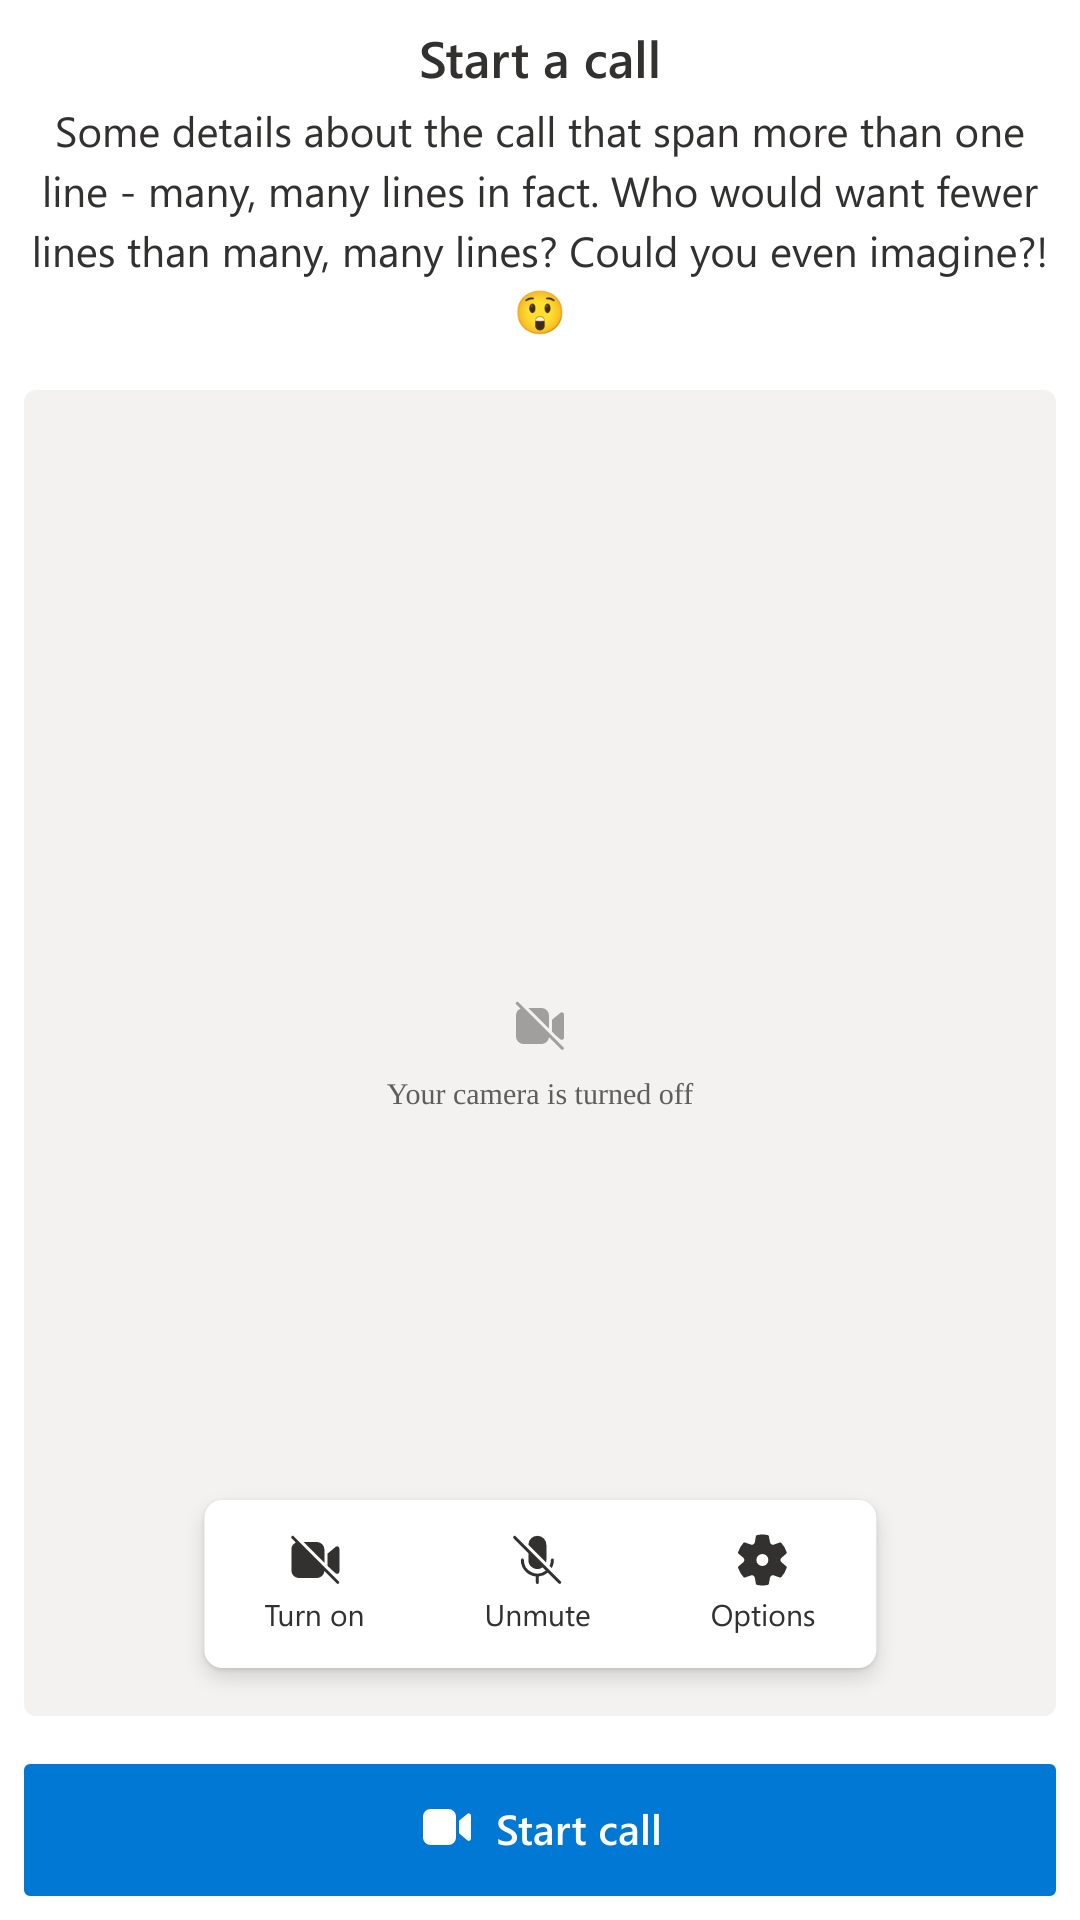 Start a call
Some details about the call that span more than one
line - many, many lines in fact. Who would want fewer
lines than many, many lines? Could you even imagine?!
😲
Your camera is turned off
Turn on
Unmute
Options
Start call